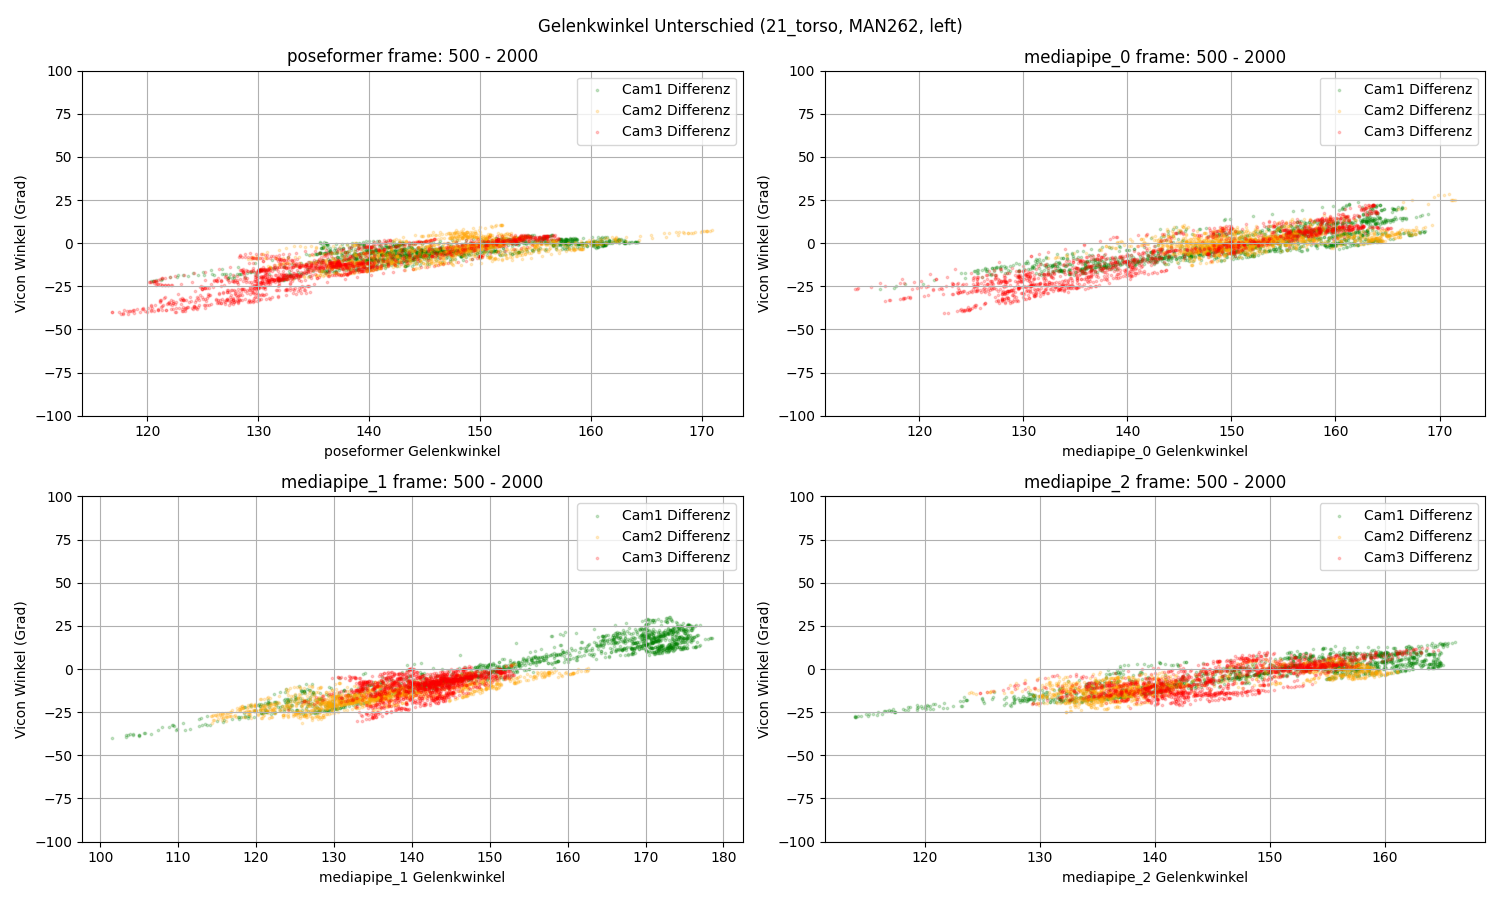 Gelenkwinkel Unterschied (21_torso, MAN262, left)
poseformer frame: 500 - 2000
Cam1 Differenz
Cam2 Differenz
Cam3 Differenz
100
75
50
25
0
−25
−50
−75
−100
Vicon Winkel (Grad)
120 130 140 150 160 170
poseformer Gelenkwinkel
mediapipe_0 frame: 500 - 2000
Cam1 Differenz
Cam2 Differenz
Cam3 Differenz
100
75
50
25
0
−25
−50
−75
−100
Vicon Winkel (Grad)
120 130 140 150 160 170
mediapipe_0 Gelenkwinkel
mediapipe_1 frame: 500 - 2000
Cam1 Differenz
Cam2 Differenz
Cam3 Differenz
100
75
50
25
0
−25
−50
−75
−100
Vicon Winkel (Grad)
100 110 120 130 140 150 160 170 180
mediapipe_1 Gelenkwinkel
mediapipe_2 frame: 500 - 2000
Cam1 Differenz
Cam2 Differenz
Cam3 Differenz
100
75
50
25
0
−25
−50
−75
−100
Vicon Winkel (Grad)
120 130 140 150 160
mediapipe_2 Gelenkwinkel